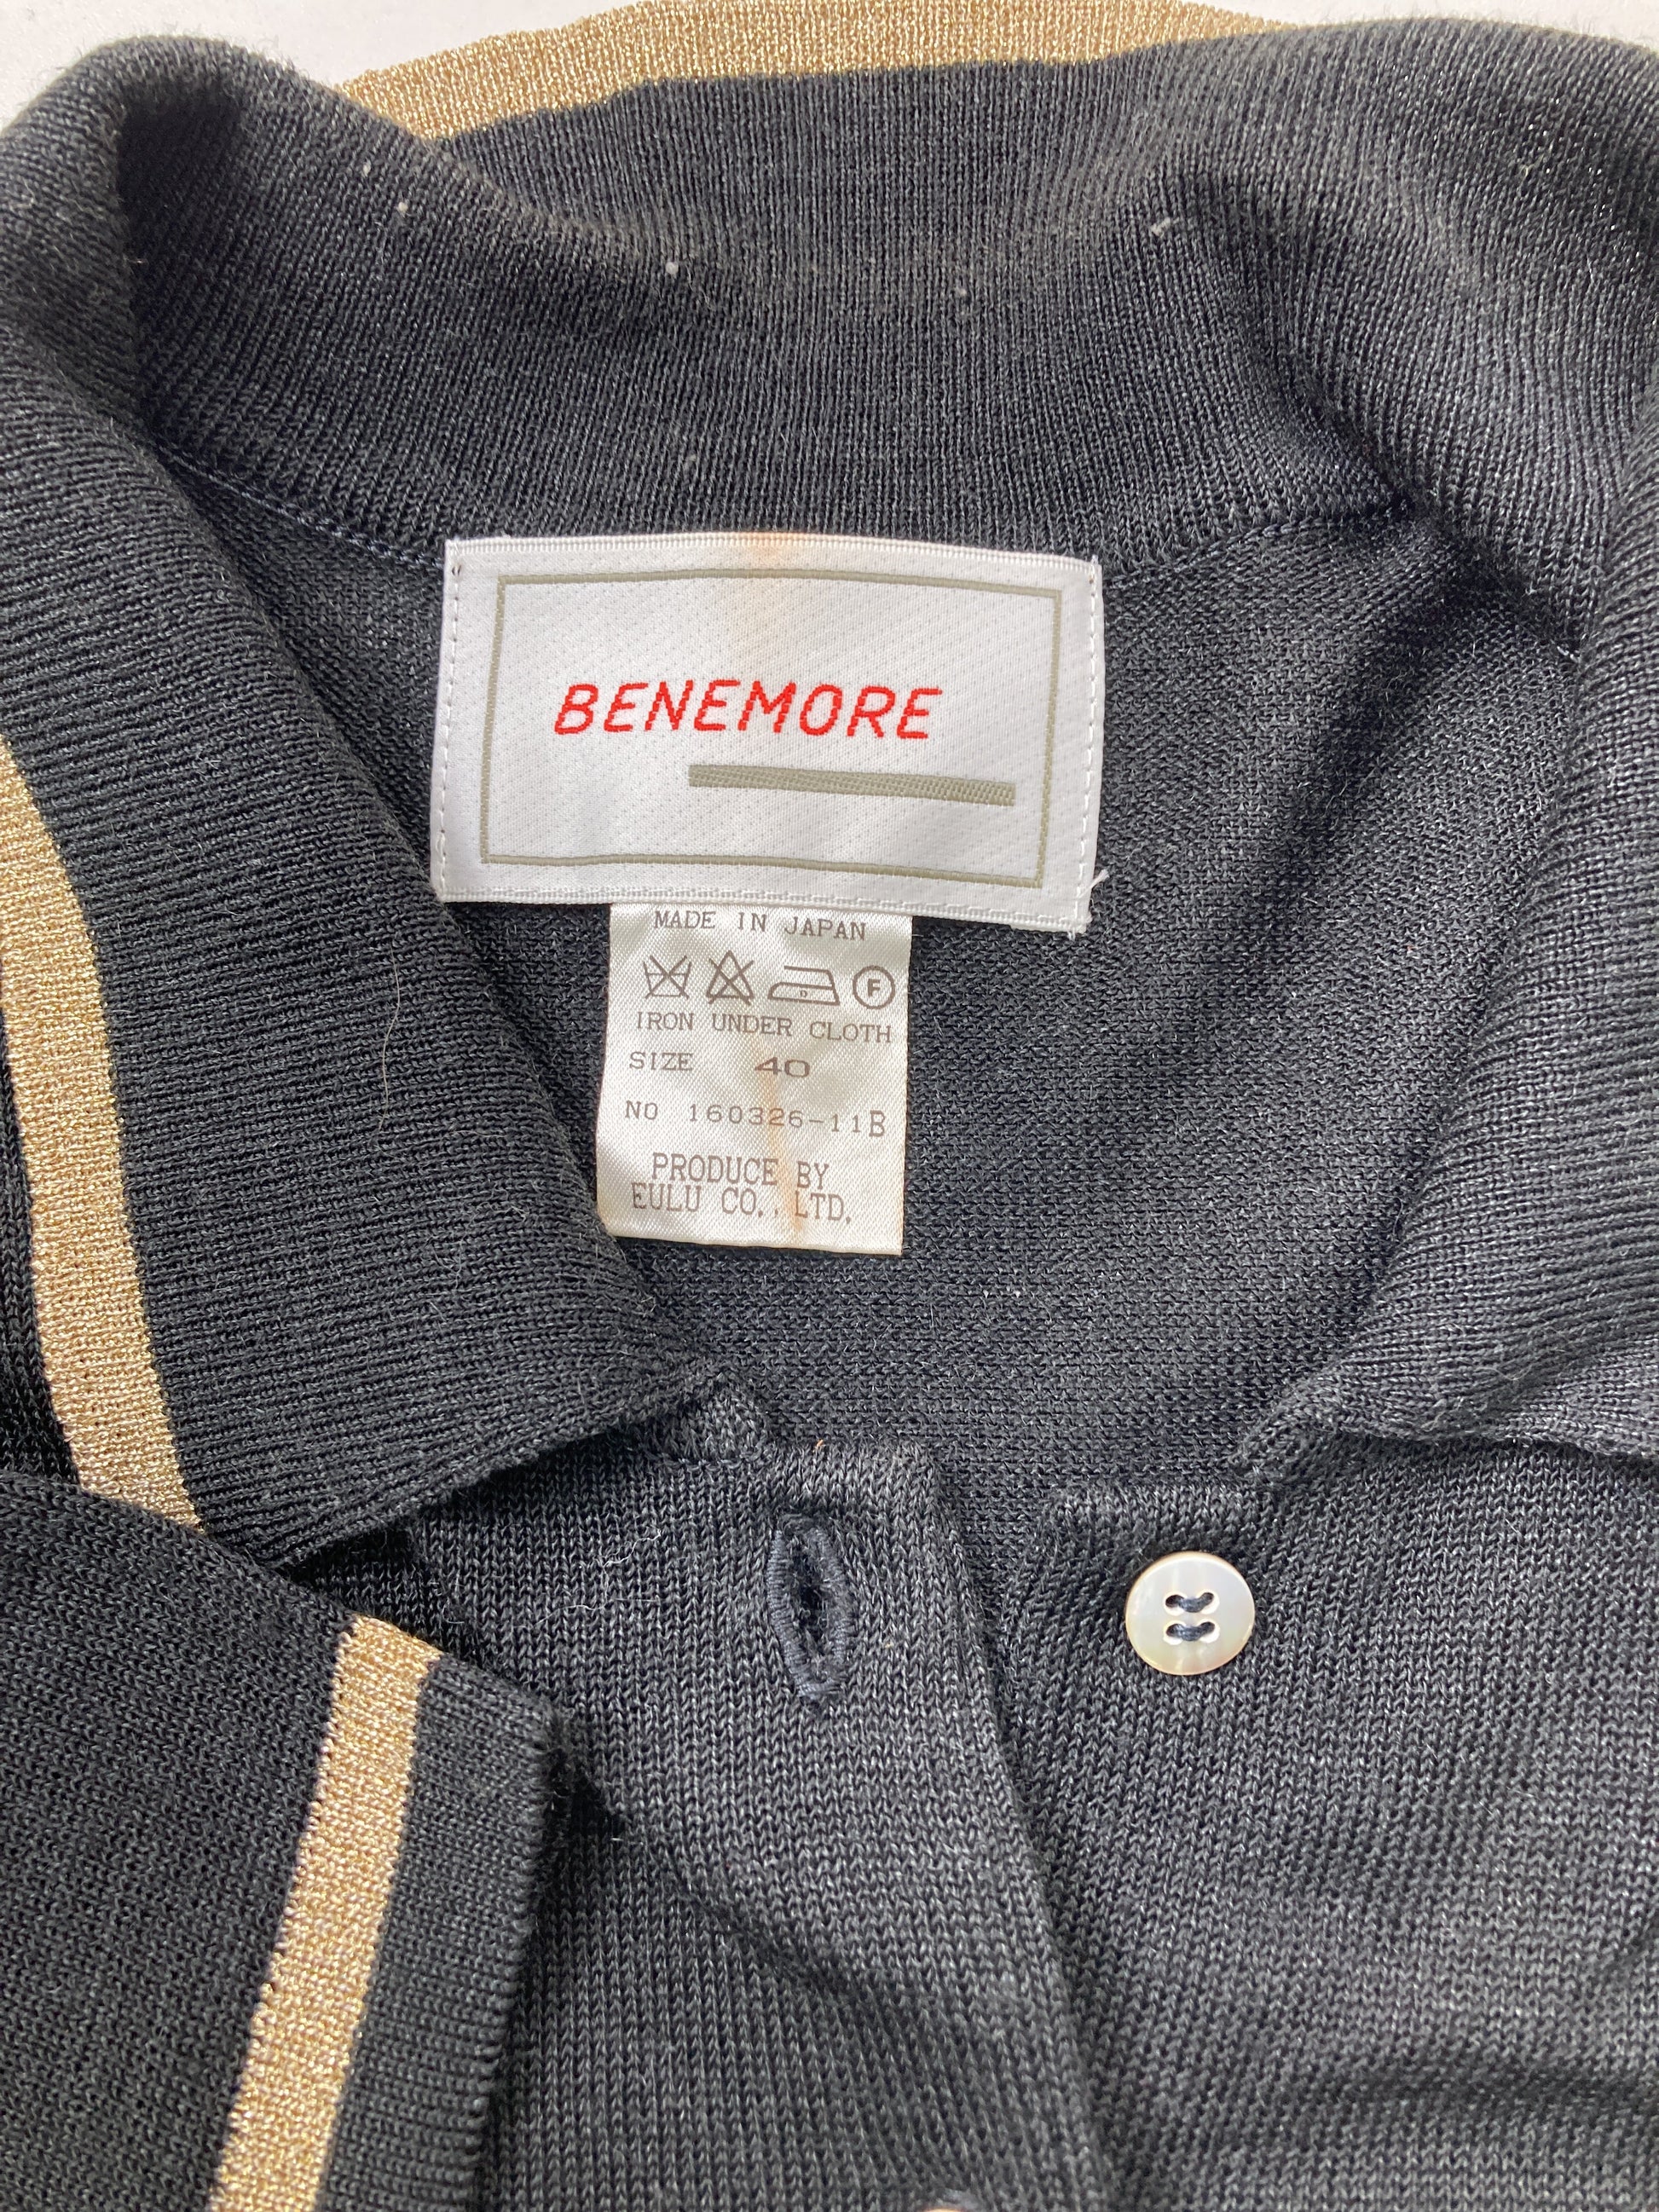 BENEMORE
MADE IN JAPAN
D F
IRON UNDER CLOTH
SIZE 40
NO 160326-11B
PRODUCE BY
EULU CO., LTD.